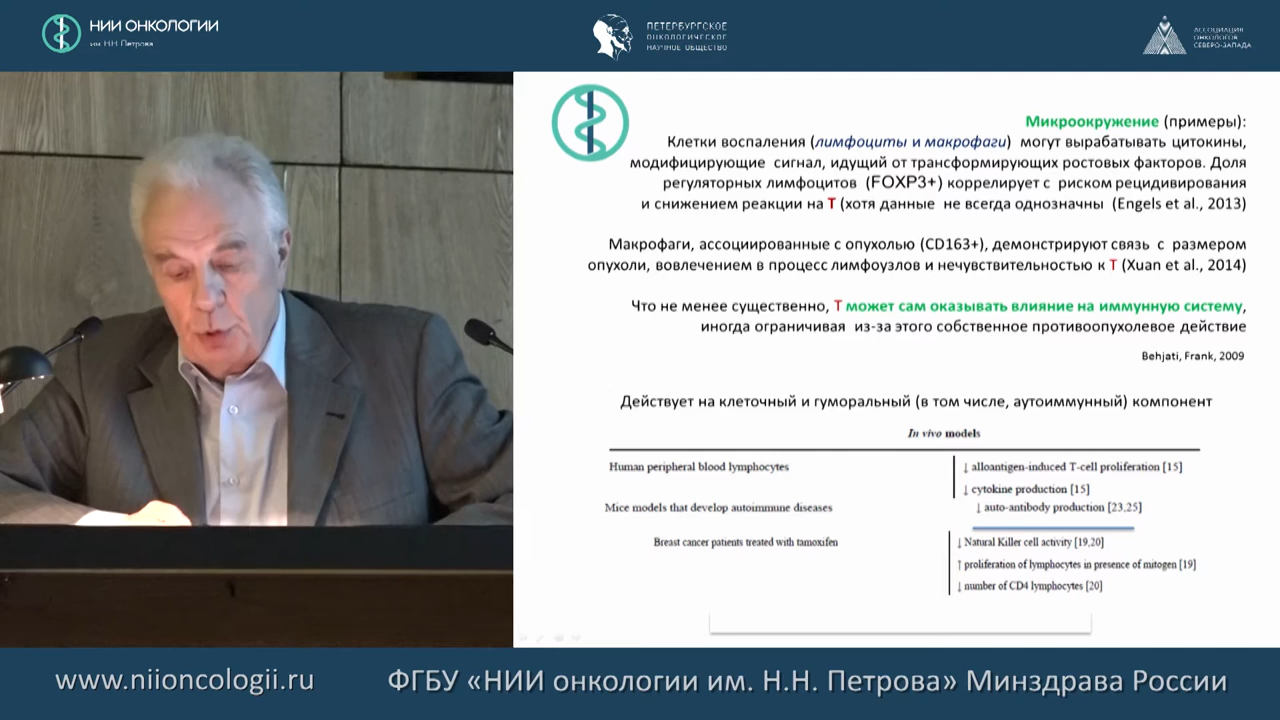 НИИ ОНКОЛОГИИ
им. Н.Н. Петрова
ПЕТЕРБУРГСКОЕ
ОНКОЛОГИЧЕСКОЕ
НАУЧНОЕ ОБЩЕСТВО
АССОЦИАЦИЯ
ОНКОЛОГОВ
СЕВЕРО-ЗАПАДА
Микроокружение (примеры):
Клетки воспаления (лимфоциты и макрофаги) могут вырабатывать цитокины,
модифицирующие сигнал, идущий от трансформирующих ростовых факторов. Доля
регуляторных лимфоцитов (FOXP3+) коррелирует с риском рецидивирования
и снижением реакции на Т (хотя данные не всегда однозначны (Engels et al., 2013)
Макрофаги, ассоциированные с опухолью (CD163+), демонстрируют связь с размером
опухоли, вовлечением в процесс лимфоузлов и нечувствительностью к Т (Xuan et al., 2014)
Что не менее существенно, Т может сам оказывать влияние на иммунную систему,
иногда ограничивая из-за этого собственное противоопухолевое действие
Behjati, Frank, 2009
Действует на клеточный и гуморальный (в том числе, аутоиммунный) компонент
In vivo models
Human peripheral blood lymphocytes
↓ alloantigen-induced T-cell proliferation [15]
↓ cytokine production [15]
Mice models that develop autoimmune diseases
↓ auto-antibody production [23,25]
Breast cancer patients treated with tamoxifen
↓ Natural Killer cell activity [19,20]
↑ proliferation of lymphocytes in presence of mitogen [19]
↓ number of CD4 lymphocytes [20]
www.niioncologii.ru
ФГБУ «НИИ онкологии им. Н.Н. Петрова» Минздрава России